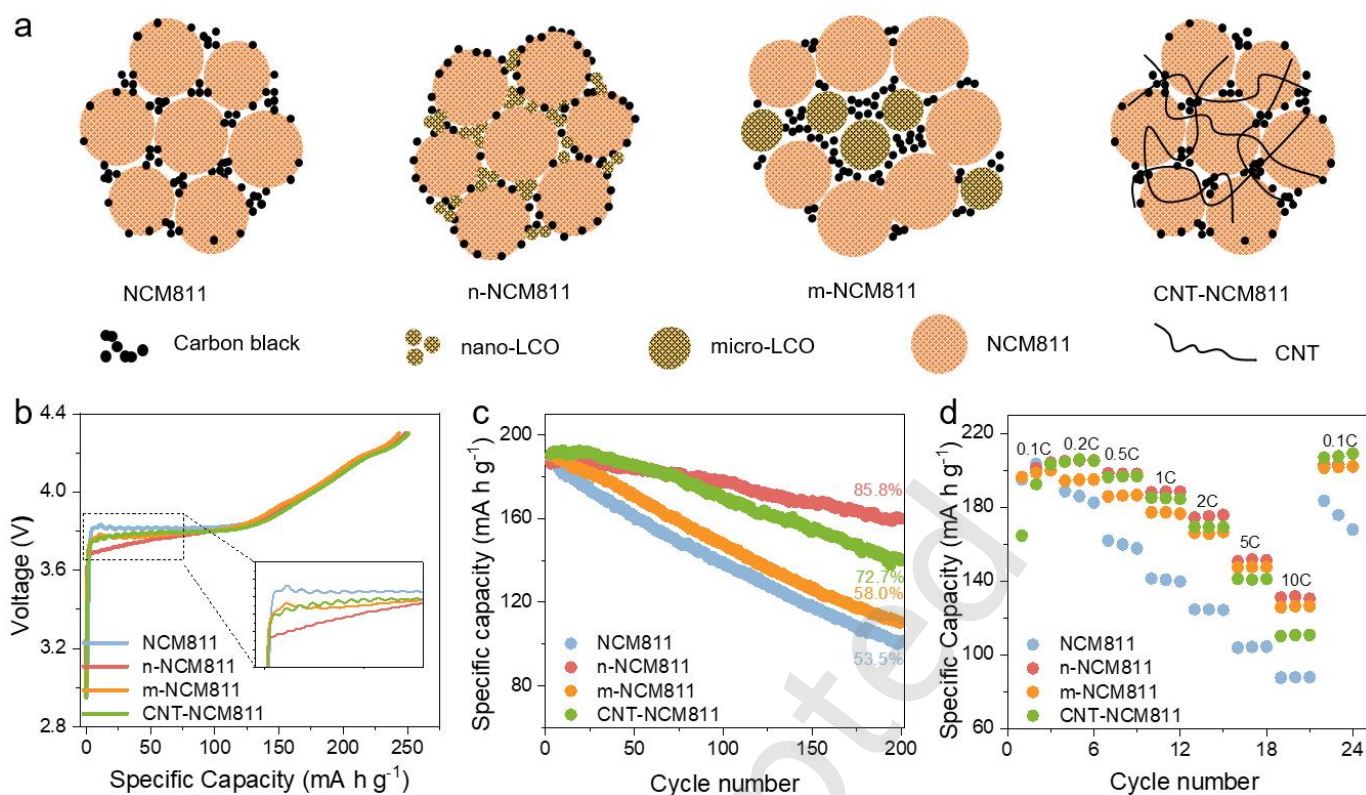 a
NCM811
n-NCM811
m-NCM811
CNT-NCM811
Carbon black
nano-LCO
micro-LCO
NCM811
CNT
b
4.4
4.0
3.6
3.2
2.8
Voltage (V)
NCM811
n-NCM811
m-NCM811
CNT-NCM811
0 50 100 150 200 250
Specific Capacity (mA h g⁻¹)
c
200
160
120
80
Specific capacity (mA h g⁻¹)
85.8%
72.7%
58.0%
53.5%
NCM811
n-NCM811
m-NCM811
CNT-NCM811
0 50 100 150 200
Cycle number
d
220
180
140
100
60
Specific Capacity (mA h g⁻¹)
0.1C
0.2C
0.5C
1C
2C
5C
10C
0.1C
NCM811
n-NCM811
m-NCM811
CNT-NCM811
0 6 12 18 24
Cycle number
pted